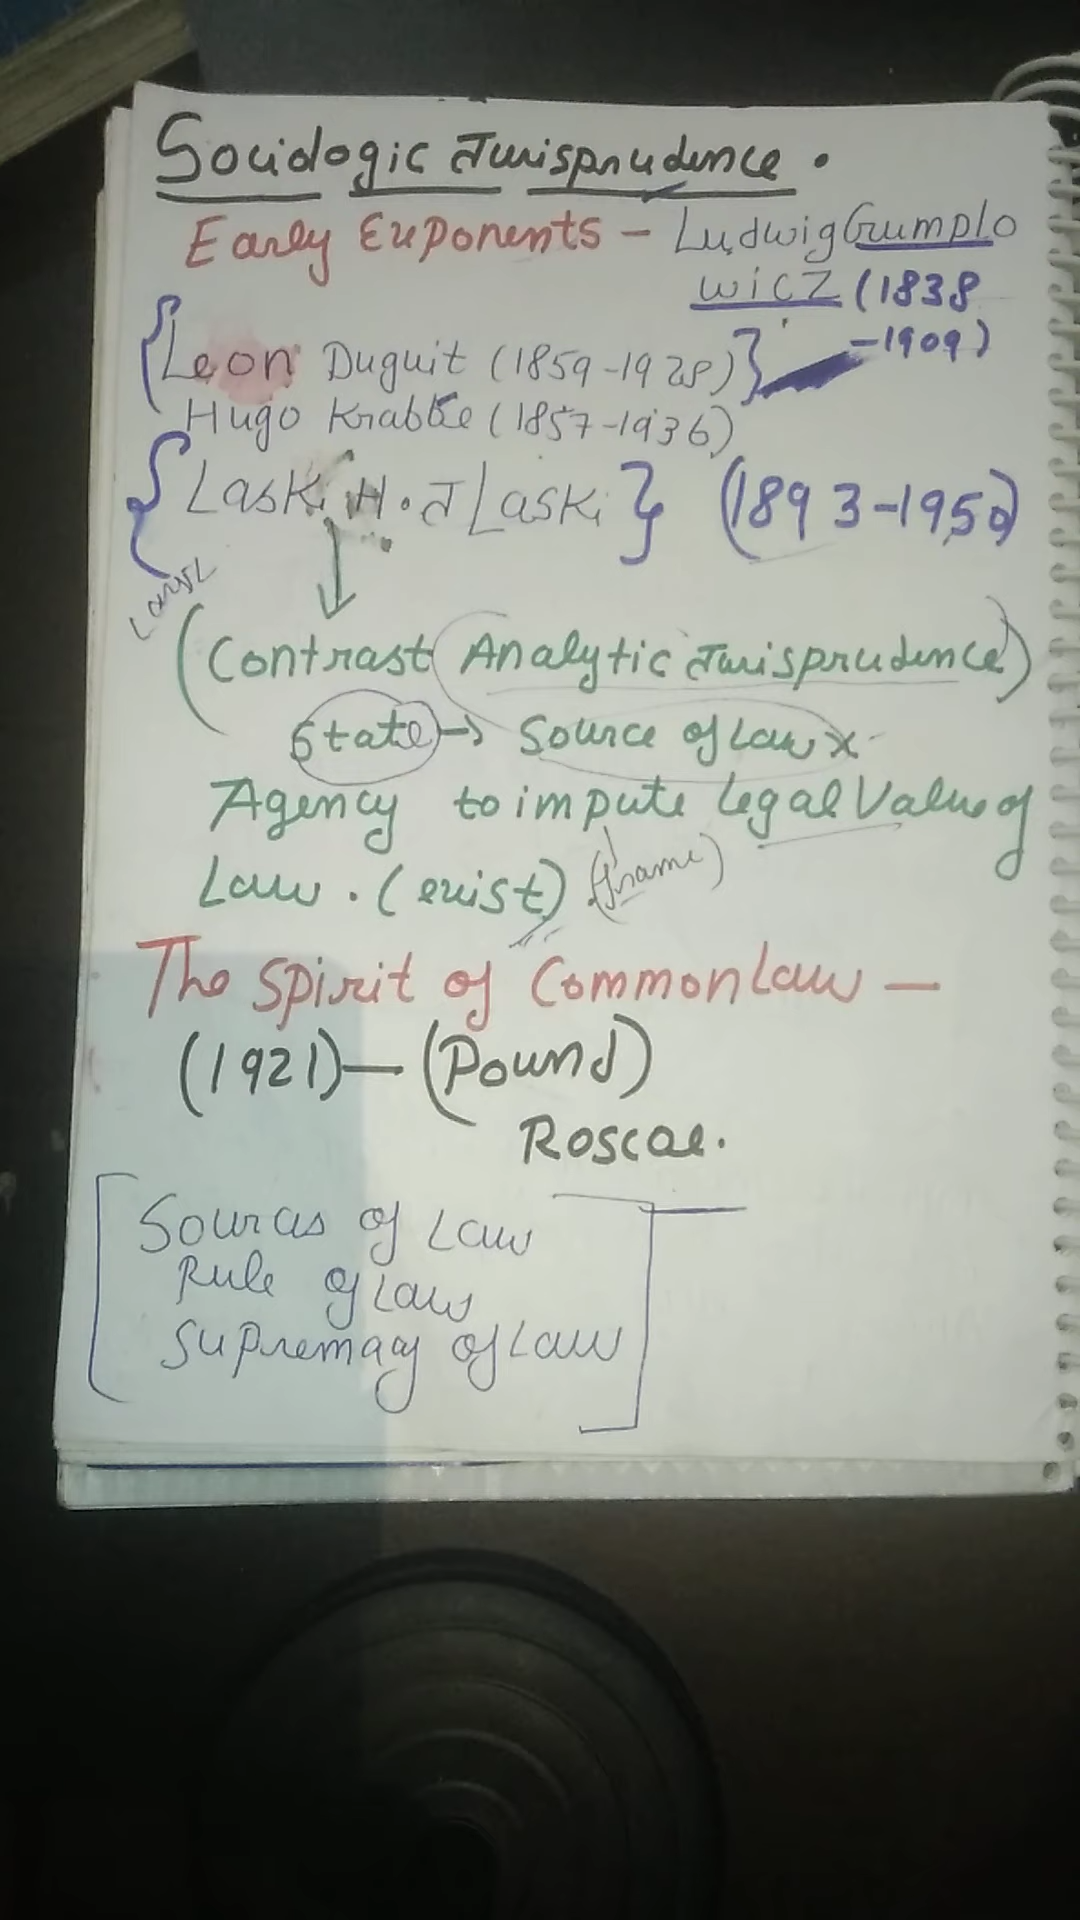 Sociologic Jurisprudence.
Early Exponents - Ludwig Gumplo
wicz (1838
-1909)
{Leon Duguit (1859-1928)}
Hugo Krabbe (1857-1936)
{Laski H.J Laski} (1893-1950)
(Contrast Analytic Jurisprudence)
State → Source of Law x
Agency to impute legal Value of
Law. (exist) (frame)
The Spirit of Common Law -
(1921) - (Pound)
Roscoe.
[Sources of Law
Rule of Law
Supremacy of Law]